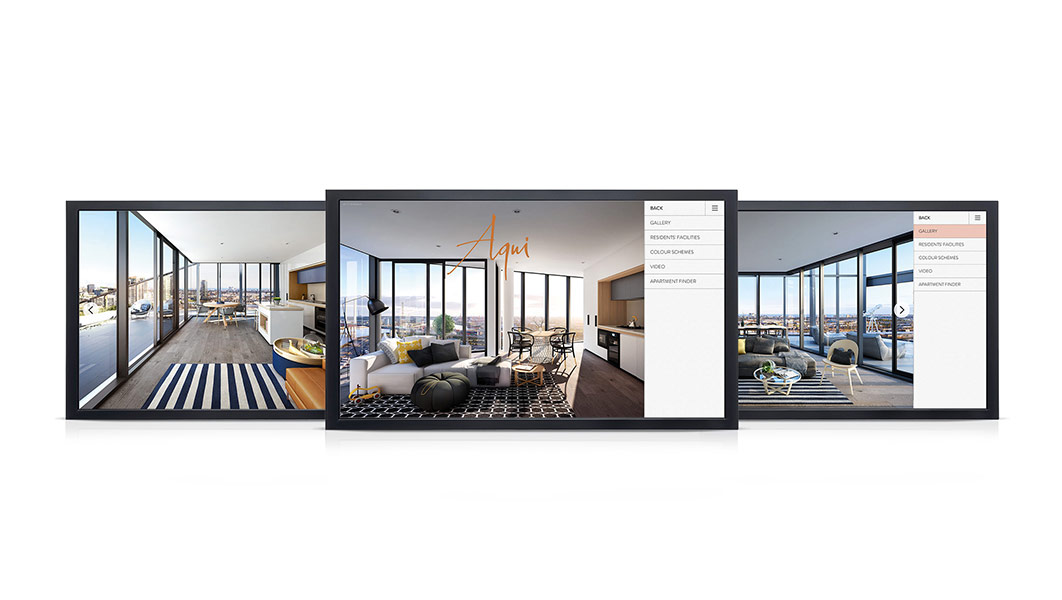 Aqui
BACK
GALLERY
RESIDENTS' FACILITIES
COLOUR SCHEMES
VIDEO
APARTMENT FINDER
BACK
GALLERY
RESIDENTS' FACILITIES
COLOUR SCHEMES
VIDEO
APARTMENT FINDER